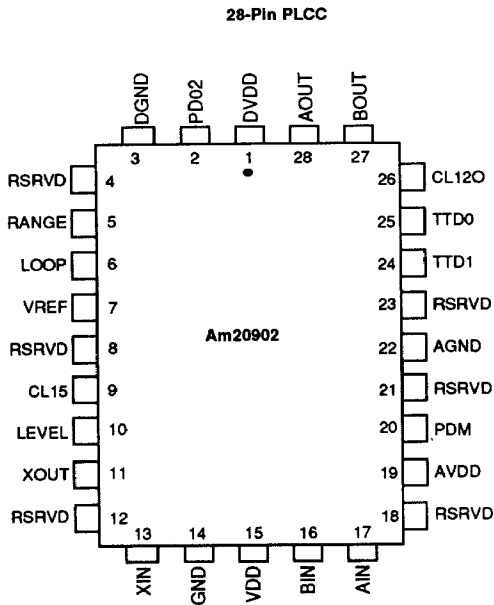 28-Pin PLCC
DGND PD02 DVDD AOUT BOUT
3 2 1 28 27
RSRVD 4 26 CL12O
RANGE 5 25 TTD0
LOOP 6 24 TTD1
VREF 7 23 RSRVD
Am20902
RSRVD 8 22 AGND
CL15 9 21 RSRVD
LEVEL 10 20 PDM
XOUT 11 19 AVDD
RSRVD 12 18 RSRVD
13 14 15 16 17
XIN GND VDD BIN AIN